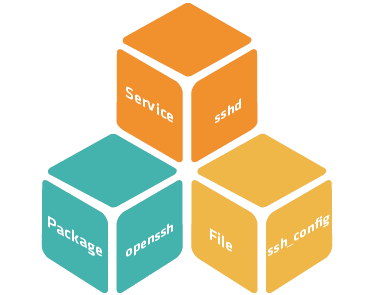 Service
sshd
Package
openssh
File
ssh_config